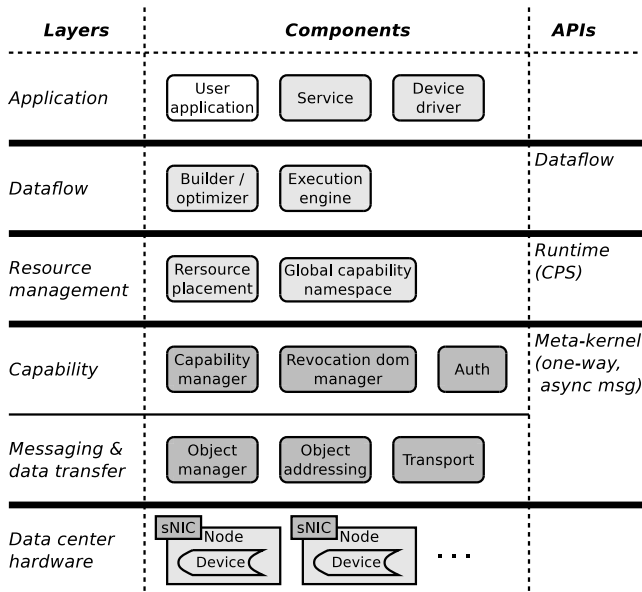 Layers Components APIs
Application
User
application
Service
Device
driver
Dataflow
Dataflow
Builder /
optimizer
Execution
engine
Resource
management
Rersource
placement
Global capability
namespace
Runtime
(CPS)
Capability
Capability
manager
Revocation dom
manager
Auth
Meta-kernel
(one-way,
async msg)
Messaging &
data transfer
Object
manager
Object
addressing
Transport
Data center
hardware
sNIC
Node
Device
sNIC
Node
Device
...